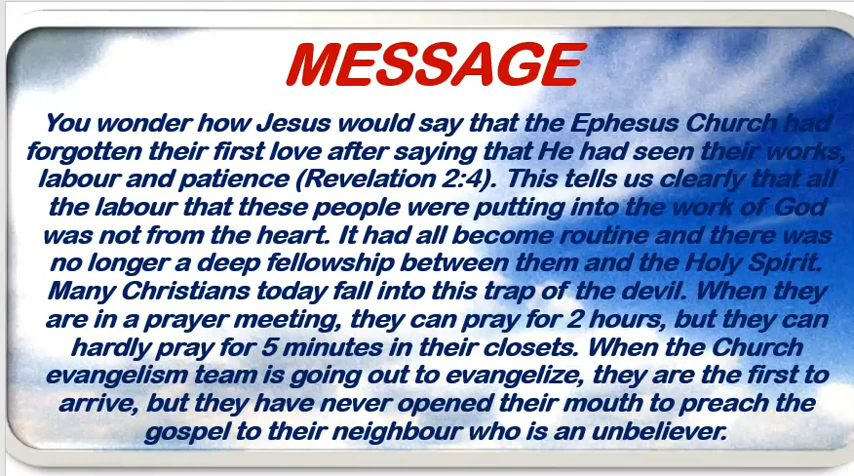 MESSAGE
You wonder how Jesus would say that the Ephesus Church had
forgotten their first love after saying that He had seen their works,
labour and patience (Revelation 2:4). This tells us clearly that all
the labour that these people were putting into the work of God
was not from the heart. It had all become routine and there was
no longer a deep fellowship between them and the Holy Spirit.
Many Christians today fall into this trap of the devil. When they
are in a prayer meeting, they can pray for 2 hours, but they can
hardly pray for 5 minutes in their closets. When the Church
evangelism team is going out to evangelize, they are the first to
arrive, but they have never opened their mouth to preach the
gospel to their neighbour who is an unbeliever.